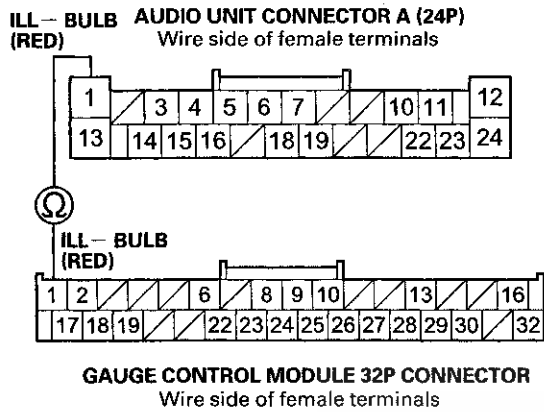 ILL− BULB
(RED)
AUDIO UNIT CONNECTOR A (24P)
Wire side of female terminals
1 3 4 5 6 7 10 11 12
13 14 15 16 18 19 22 23 24
Ω
ILL− BULB
(RED)
1 2 6 8 9 10 13 16
17 18 19 22 23 24 25 26 27 28 29 30 32
GAUGE CONTROL MODULE 32P CONNECTOR
Wire side of female terminals